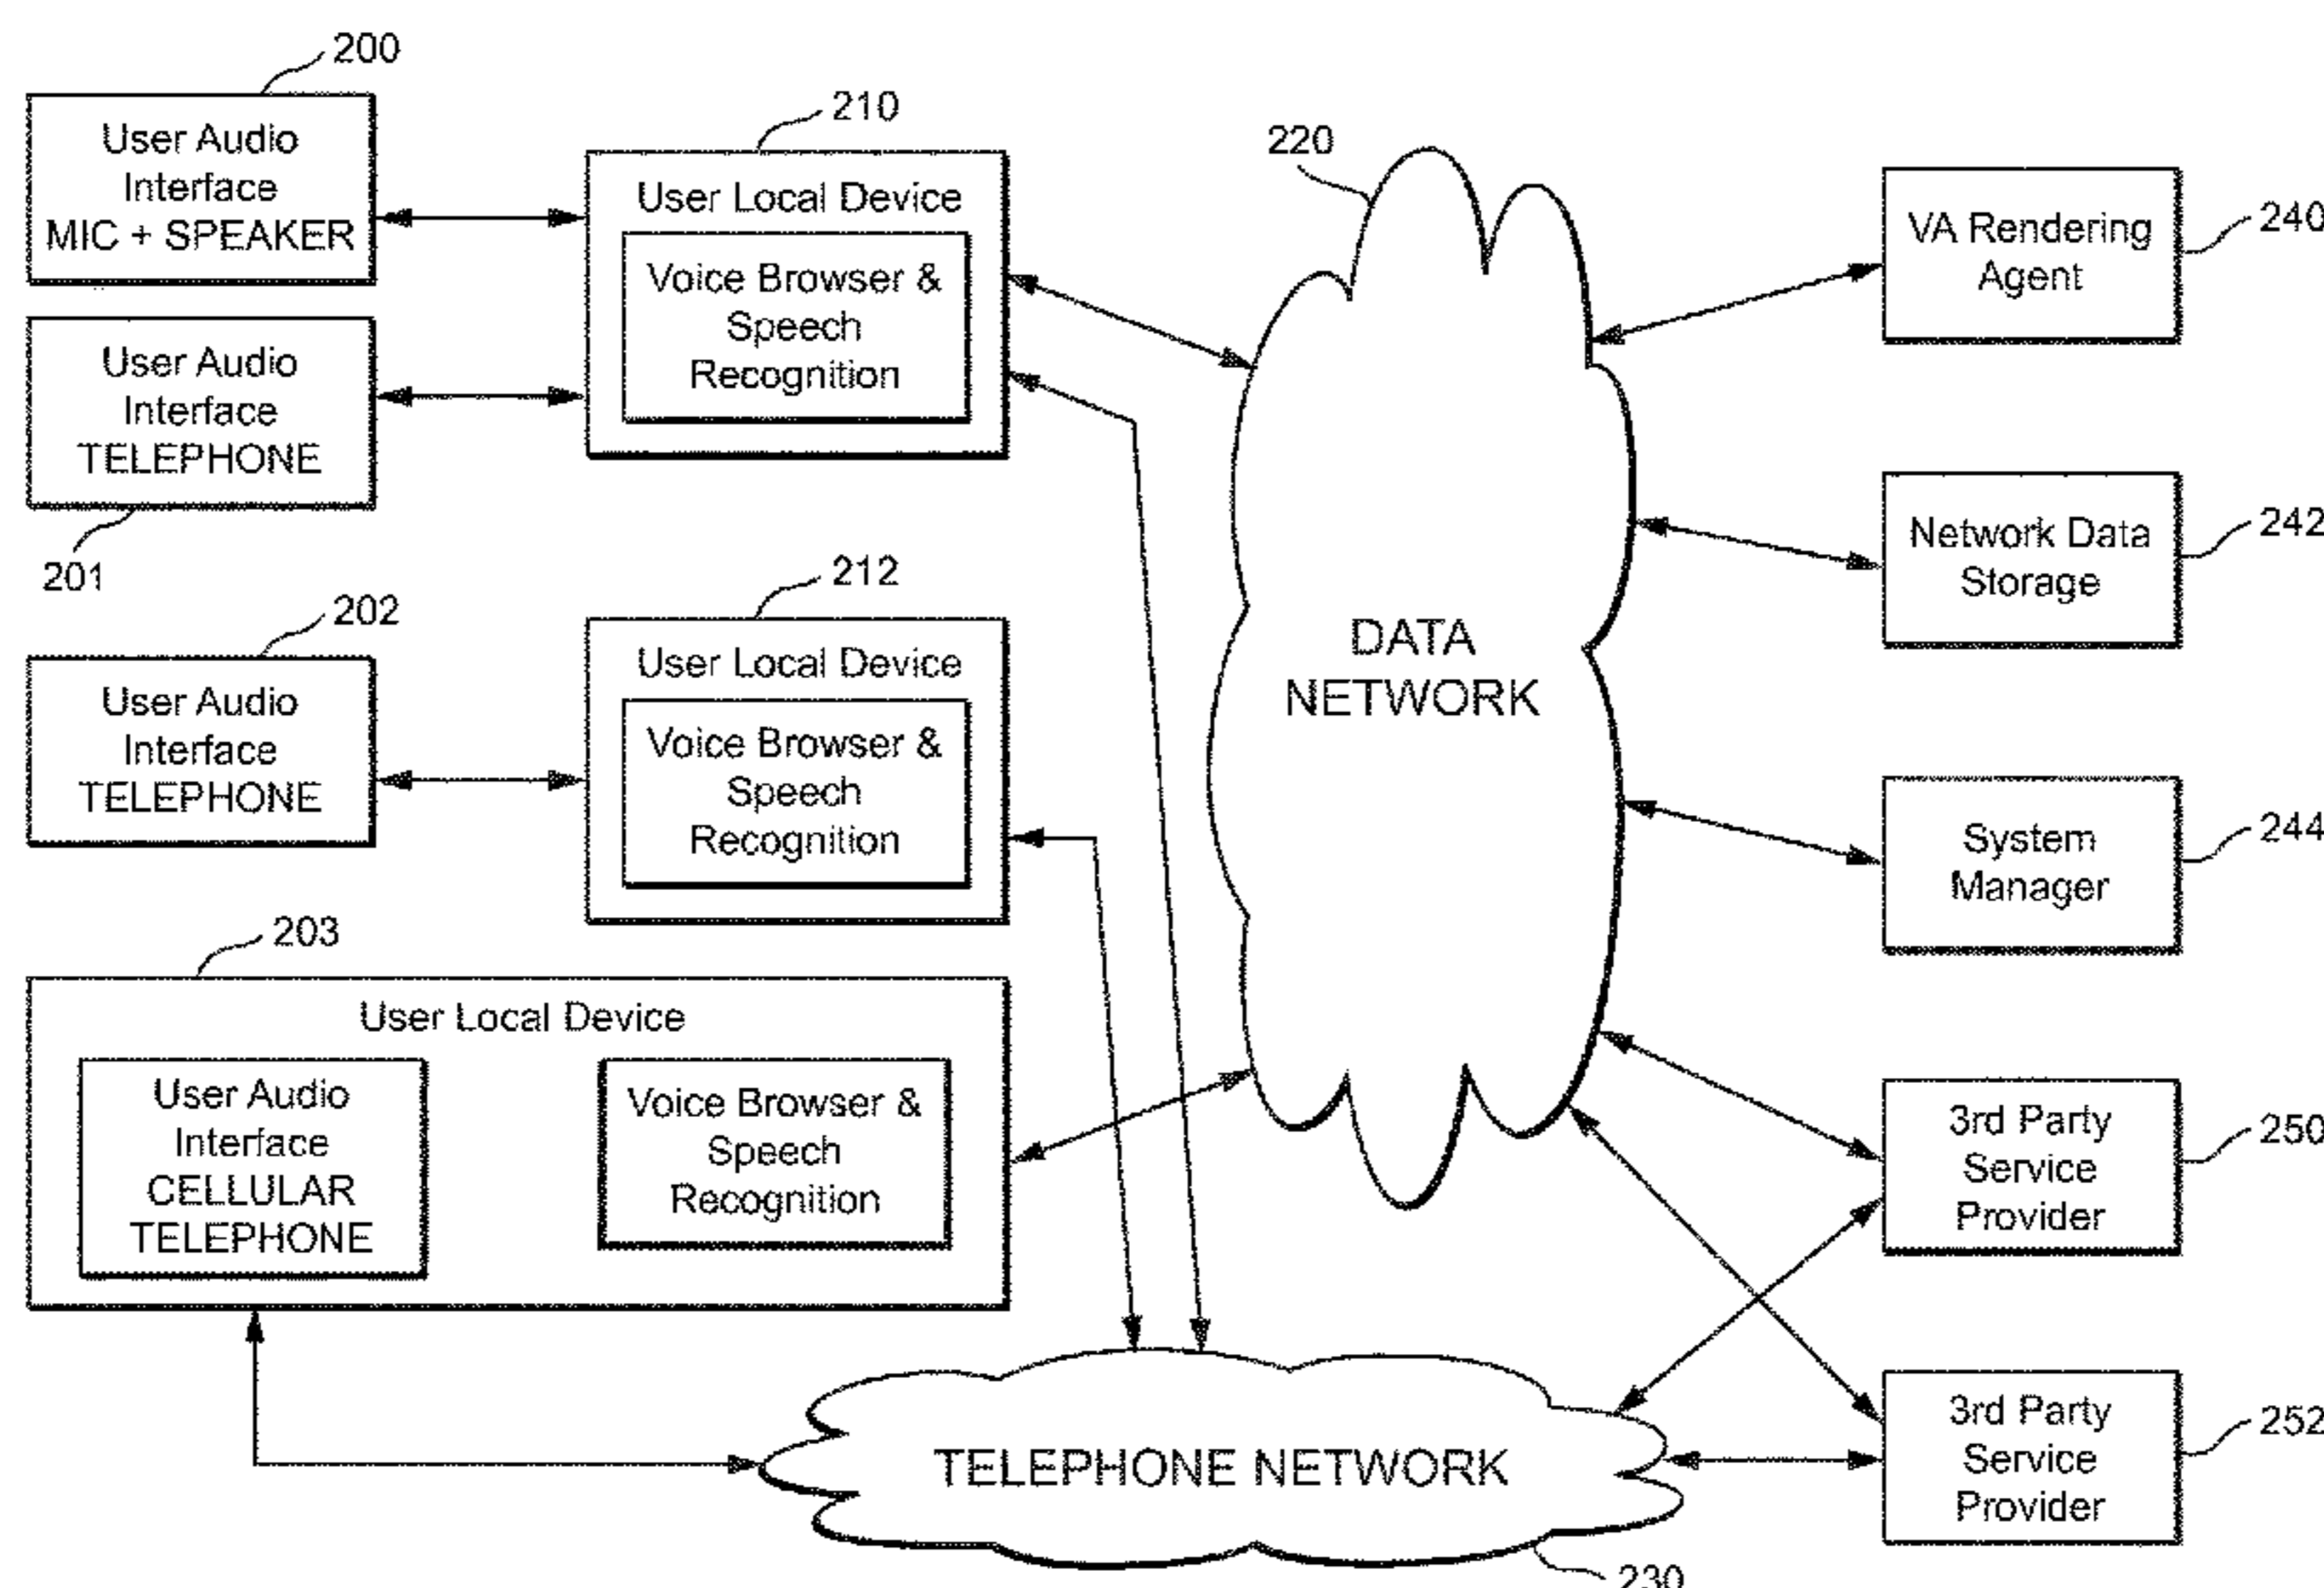 200
User Audio
Interface
MIC + SPEAKER
User Audio
Interface
TELEPHONE
201
210
User Local Device
Voice Browser &
Speech
Recognition
202
User Audio
Interface
TELEPHONE
212
User Local Device
Voice Browser &
Speech
Recognition
203
User Local Device
User Audio
Interface
CELLULAR
TELEPHONE
Voice Browser &
Speech
Recognition
220
DATA
NETWORK
TELEPHONE NETWORK
230
VA Rendering
Agent
240
Network Data
Storage
242
System
Manager
244
3rd Party
Service
Provider
250
3rd Party
Service
Provider
252